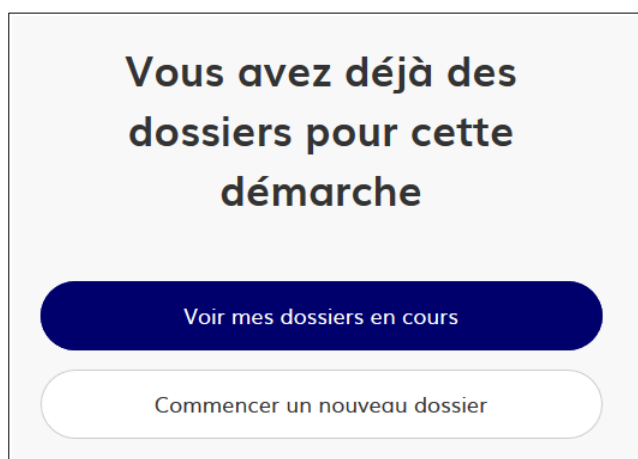 Vous avez déjà des
dossiers pour cette
démarche
Voir mes dossiers en cours
Commencer un nouveau dossier